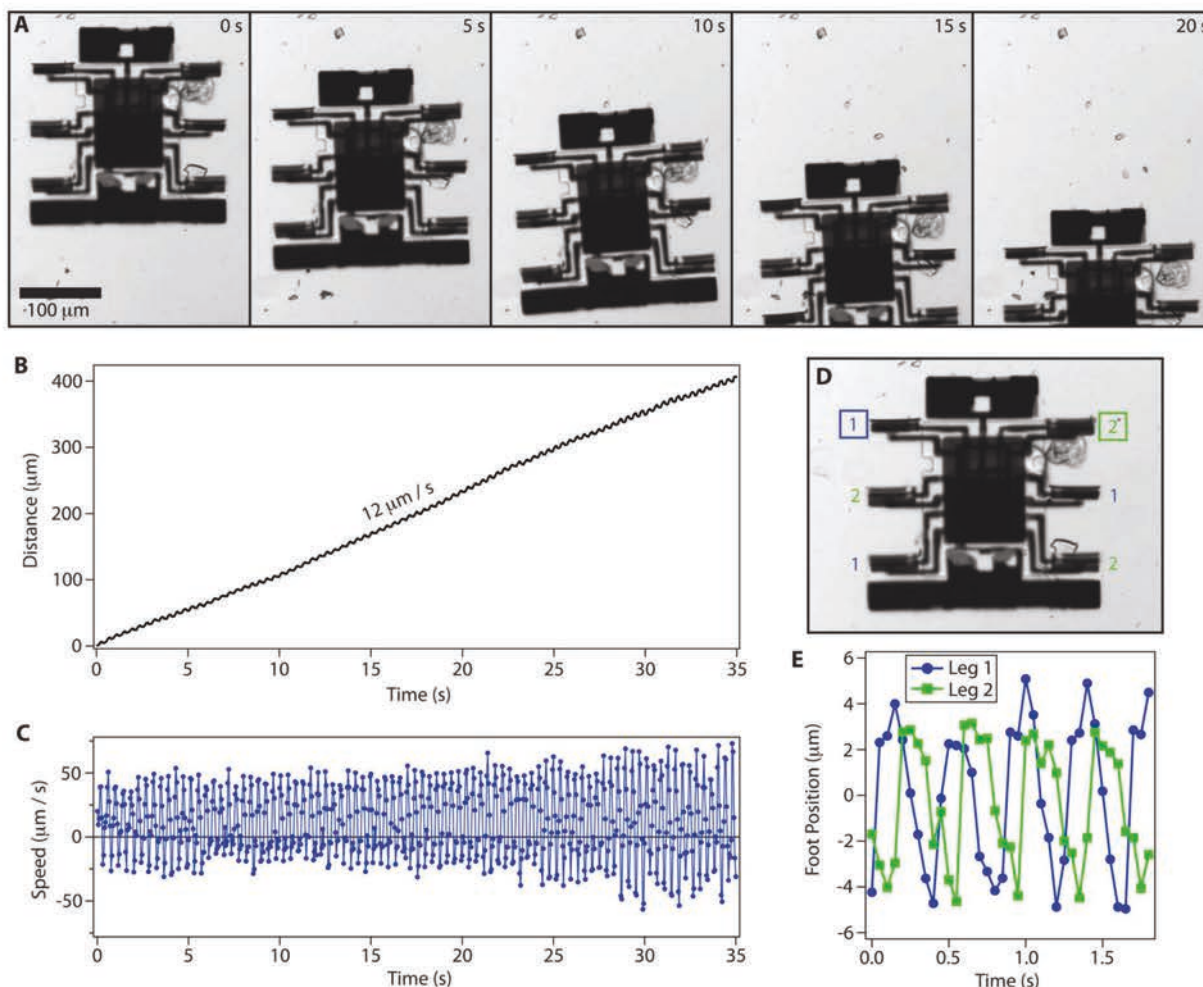 A
0 s
5 s
10 s
15 s
20 s
100 μm
B
400
300
200
100
0
Distance (μm)
12 μm / s
0
5
10
15
20
25
30
35
Time (s)
C
50
0
-50
Speed (μm / s)
0
5
10
15
20
25
30
35
Time (s)
D
1
2
2
1
1
2
E
Leg 1
Leg 2
6
4
2
0
-2
-4
-6
Foot Position (μm)
0.0
0.5
1.0
1.5
Time (s)